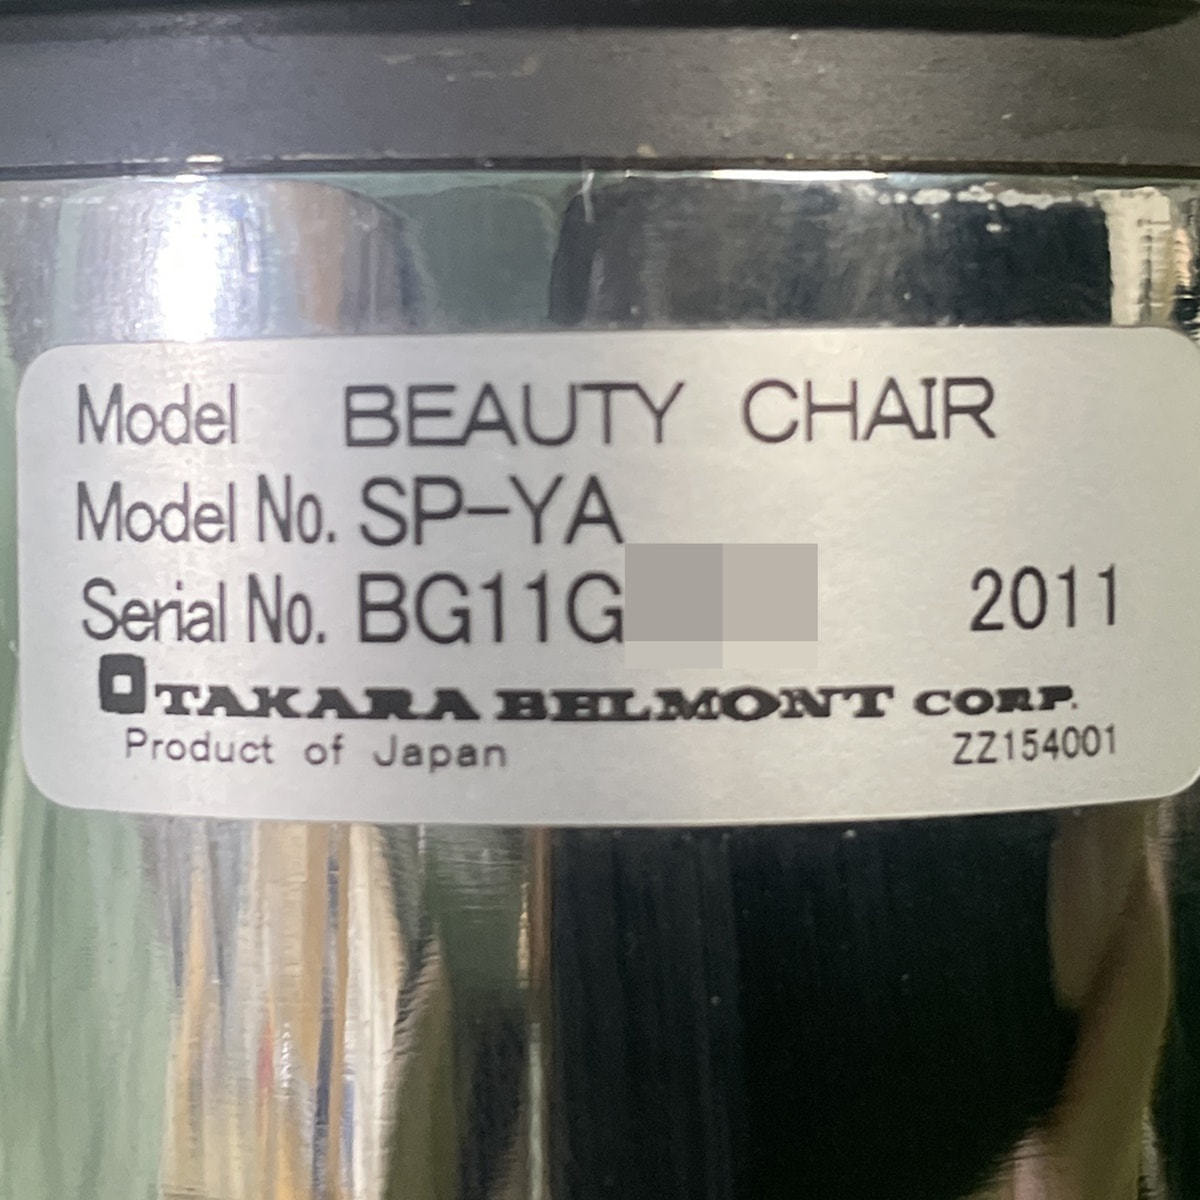 Model BEAUTY CHAIR
Model No. SP-YA
Serial No. BG11G 2011
TAKARA BELMONT CORP.
Product of Japan ZZ154001